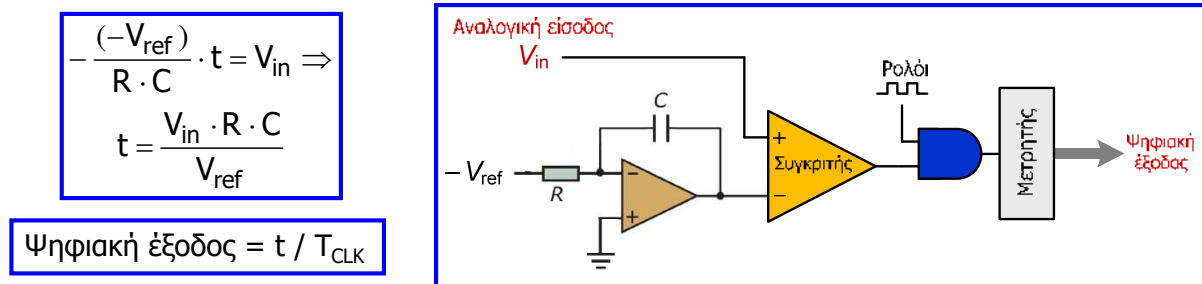 - (-V_ref) / (R · C) · t = V_in ⇒
t = (V_in · R · C) / V_ref
Ψηφιακή έξοδος = t / T_CLK
Αναλογική είσοδος
V_in
Ρολόι
C
+
Συγκριτής
−
Μετρητής
Ψηφιακή
έξοδος
−V_ref
R
−
+